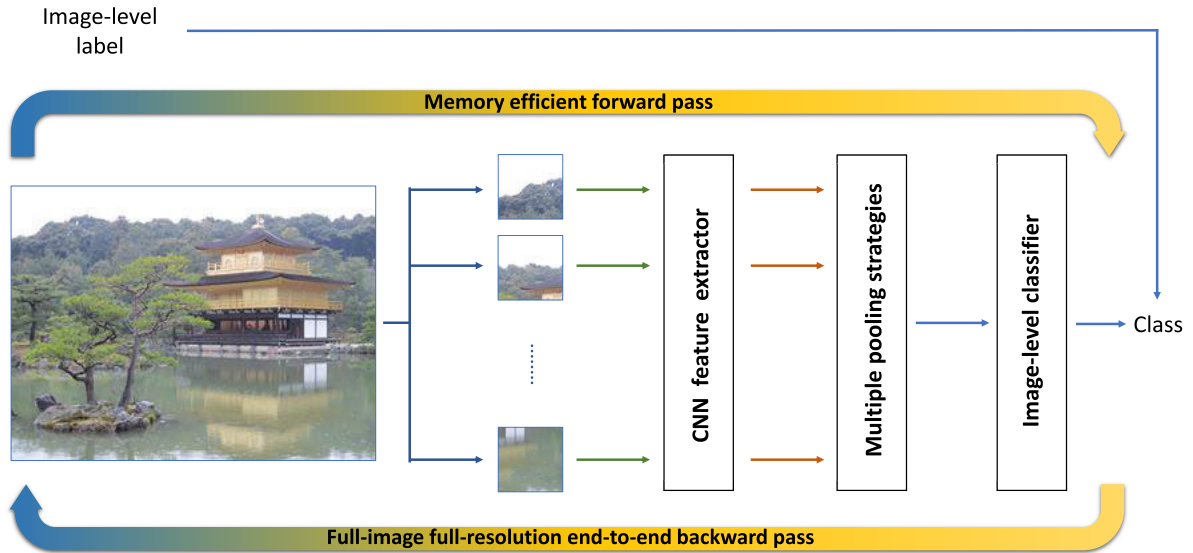 Image-level
label
Memory efficient forward pass
CNN feature extractor
Multiple pooling strategies
Image-level classifier
Class
Full-image full-resolution end-to-end backward pass